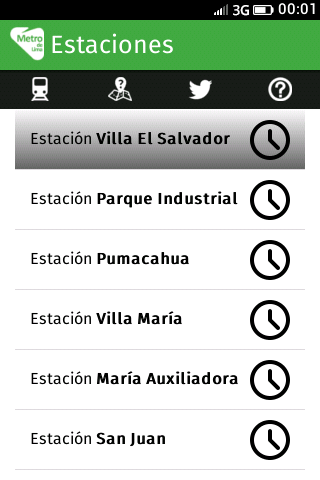 3G 00:01
Metro
de
Lima
Estaciones
Estación Villa El Salvador
Estación Parque Industrial
Estación Pumacahua
Estación Villa María
Estación María Auxiliadora
Estación San Juan